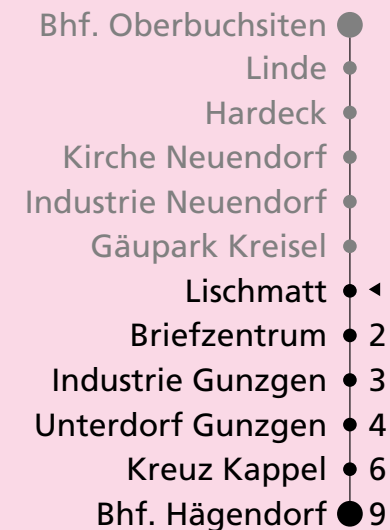 Bhf. Oberbuchsiten
Linde
Hardeck
Kirche Neuendorf
Industrie Neuendorf
Gäupark Kreisel
Lischmatt
Briefzentrum 2
Industrie Gunzgen 3
Unterdorf Gunzgen 4
Kreuz Kappel 6
Bhf. Hägendorf 9